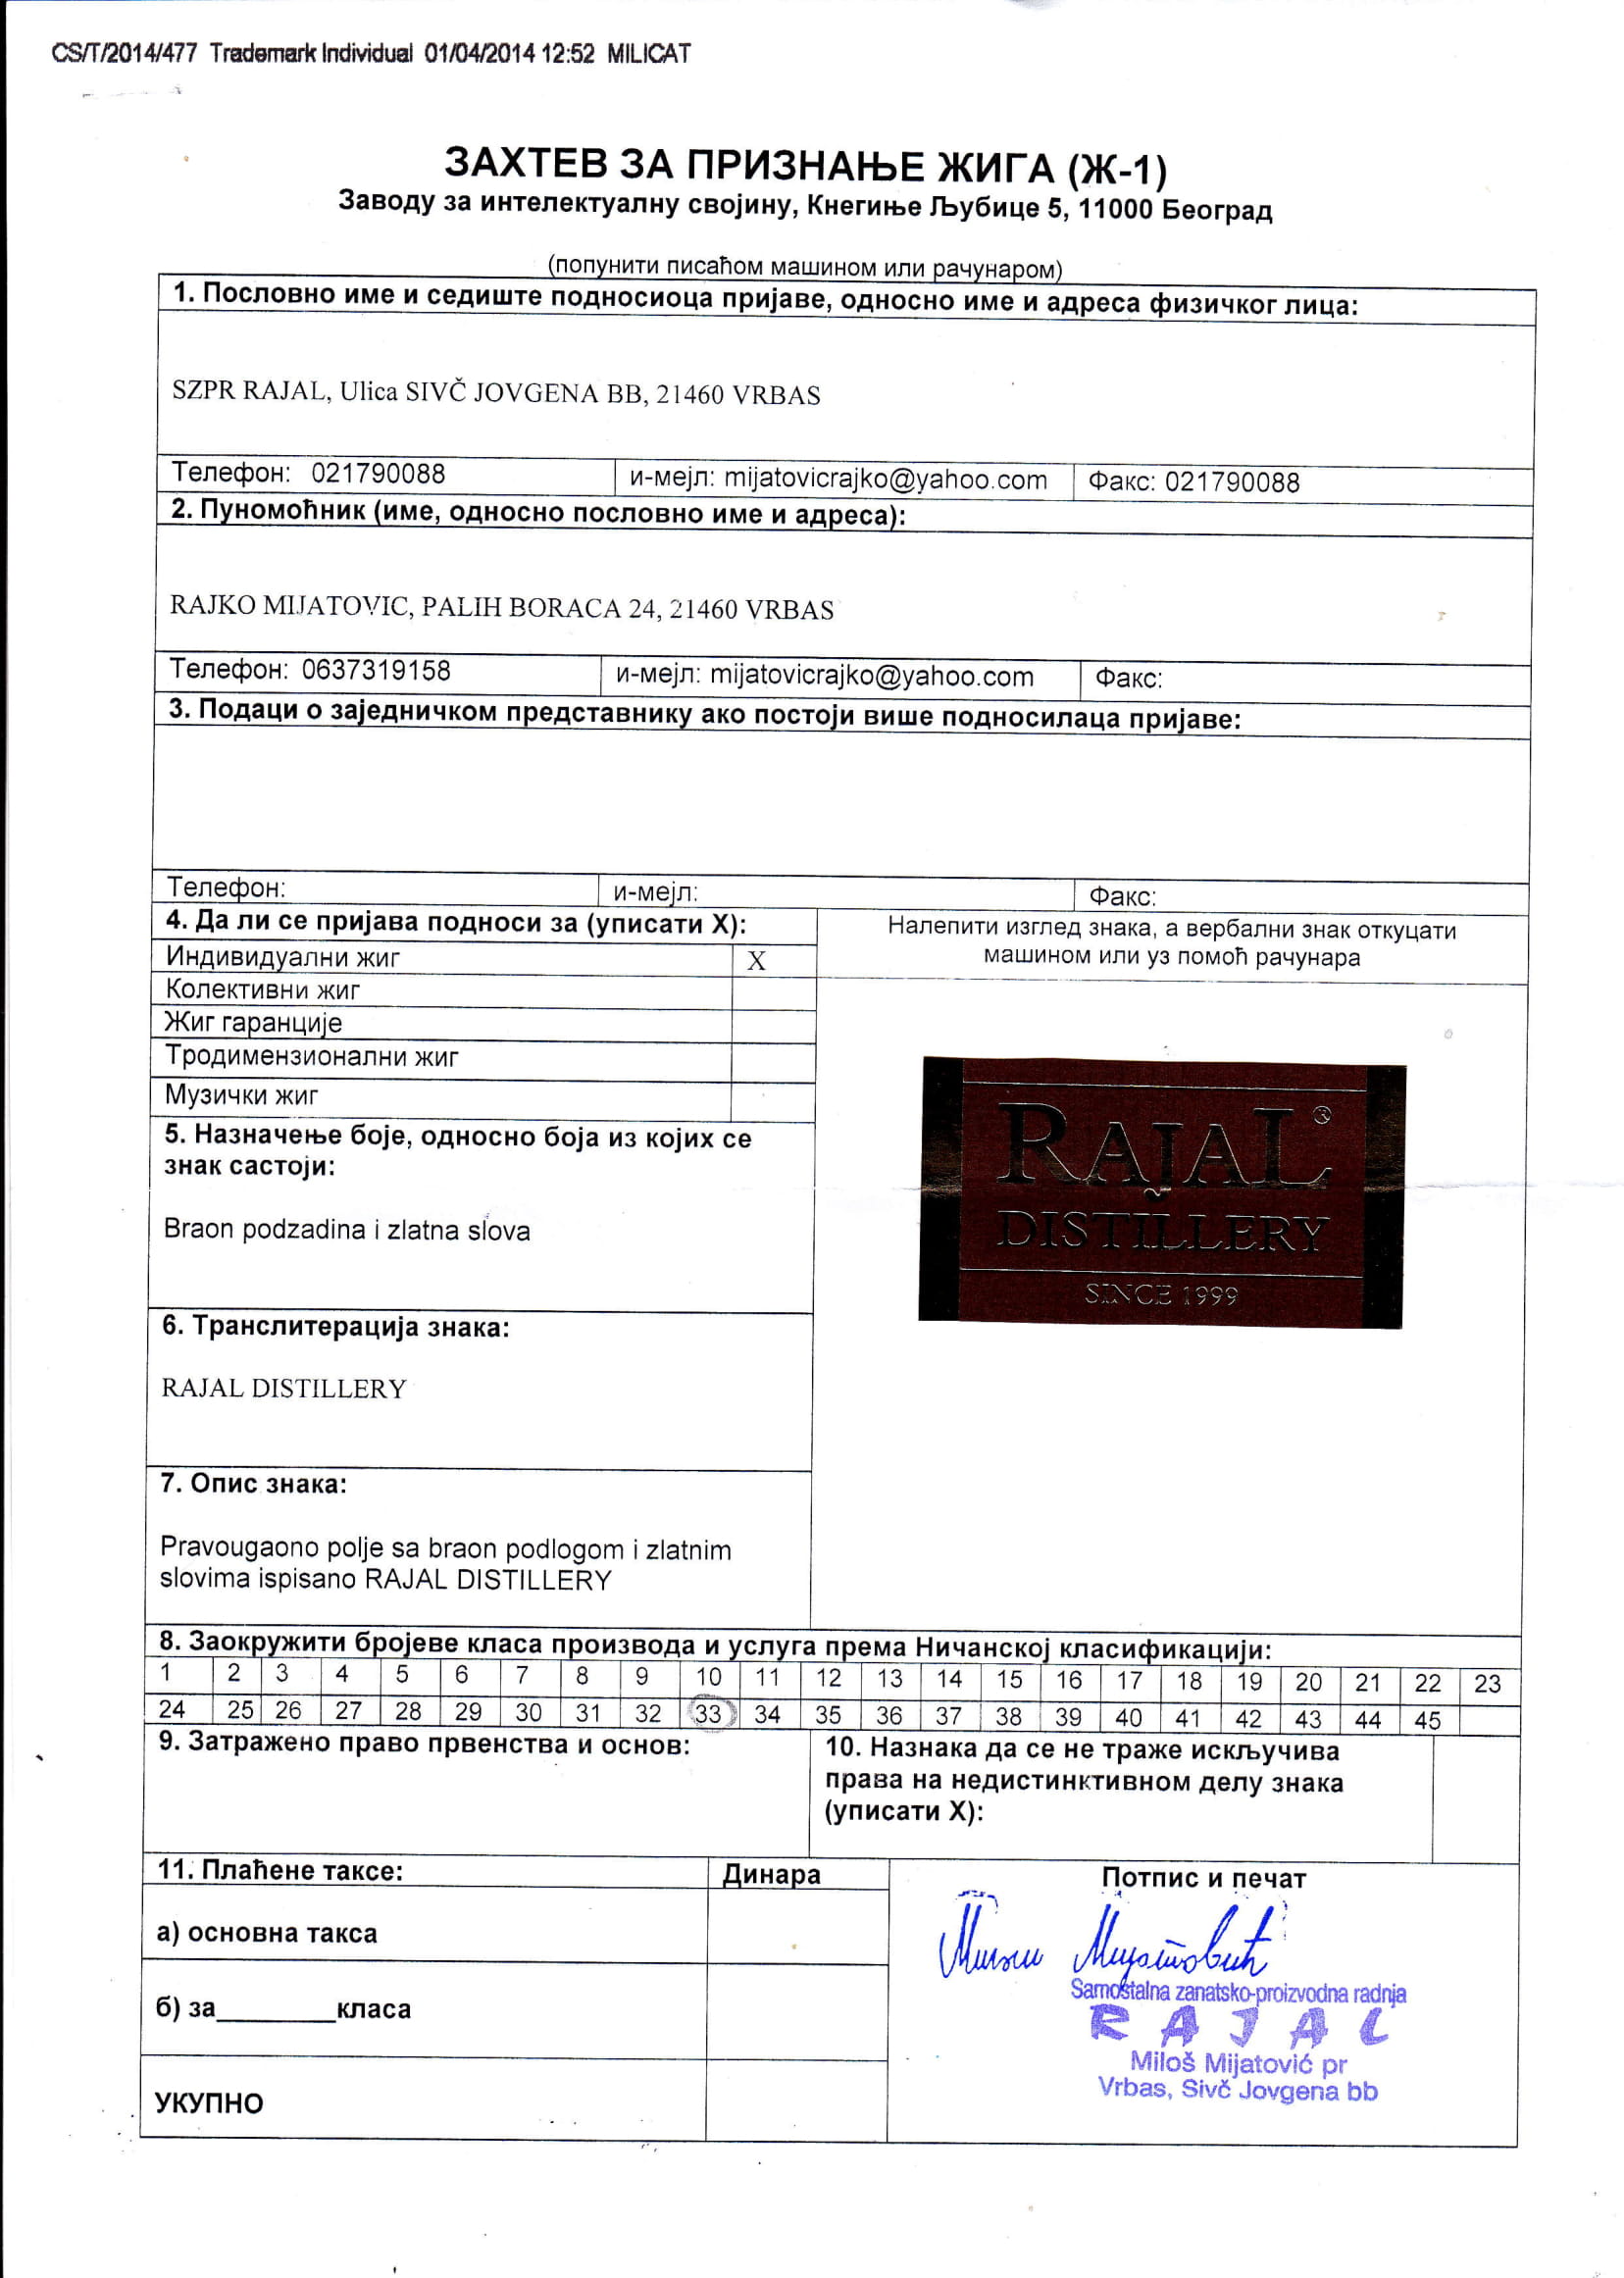 CS/T/2014/477 Trademark Individual 01/04/2014 12:52 MILICAT
ЗАХТЕВ ЗА ПРИЗНАЊЕ ЖИГА (Ж-1)
Заводу за интелектуалну својину, Кнегиње Љубице 5, 11000 Београд
(попунити писаћом машином или рачунаром)
1. Пословно име и седиште подносиоца пријаве, односно име и адреса физичког лица:
SZPR RAJAL, Ulica SIVČ JOVGENA BB, 21460 VRBAS
Телефон: 021790088 и-мејл: mijatovicrajko@yahoo.com Факс: 021790088
2. Пуномоћник (име, односно пословно име и адреса):
RAJKO MIJATOVIC, PALIH BORACA 24, 21460 VRBAS
Телефон: 0637319158 и-мејл: mijatovicrajko@yahoo.com Факс:
3. Подаци о заједничком представнику ако постоји више подносилаца пријаве:
Телефон: и-мејл: Факс:
4. Да ли се пријава подноси за (уписати X):
Индивидуални жиг X
Колективни жиг
Жиг гаранције
Тродимензионални жиг
Музички жиг
Налепити изглед знака, а вербални знак откуцати
машином или уз помоћ рачунара
RAJAL®
DISTILLERY
SINCE 1999
5. Назначење боје, односно боја из којих се
знак састоји:
Braon podzadina i zlatna slova
6. Транслитерација знака:
RAJAL DISTILLERY
7. Опис знака:
Pravougaono polje sa braon podlogom i zlatnim
slovima ispisano RAJAL DISTILLERY
8. Заокружити бројеве класа производа и услуга према Ничанској класификацији:
1 2 3 4 5 6 7 8 9 10 11 12 13 14 15 16 17 18 19 20 21 22 23
24 25 26 27 28 29 30 31 32 33 34 35 36 37 38 39 40 41 42 43 44 45
9. Затражено право првенства и основ:
10. Назнака да се не траже искључива
права на недистинктивном делу знака
(уписати X):
11. Плаћене таксе: Динара
а) основна такса
б) за________класа
УКУПНО
Потпис и печат
Мијатовић
Samostalna zanatsko-proizvodna radnja
RAJAL
Miloš Mijatović pr
Vrbas, Sivč Jovgena bb